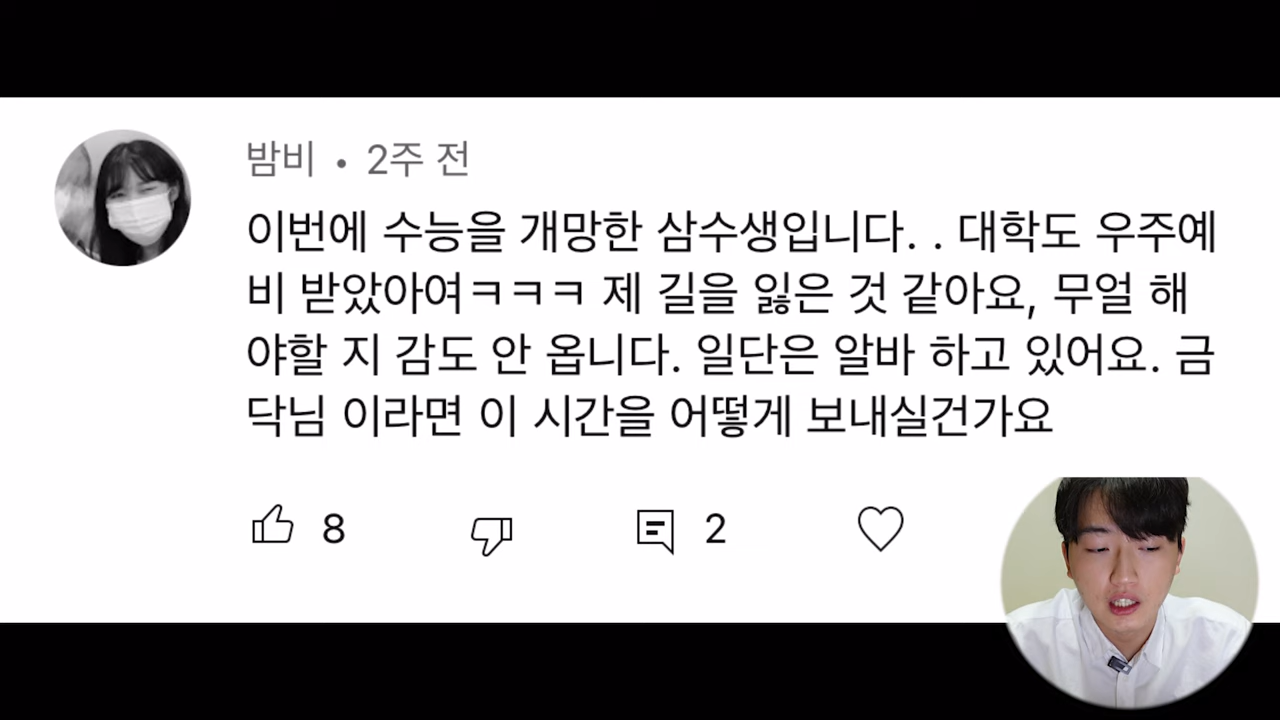 밤비 • 2주 전
이번에 수능을 개망한 삼수생입니다. . 대학도 우주예
비 받았아여ㅋㅋㅋ 제 길을 잃은 것 같아요, 무얼 해
야할 지 감도 안 옵니다. 일단은 알바 하고 있어요. 금
닥님 이라면 이 시간을 어떻게 보내실건가요
8
2